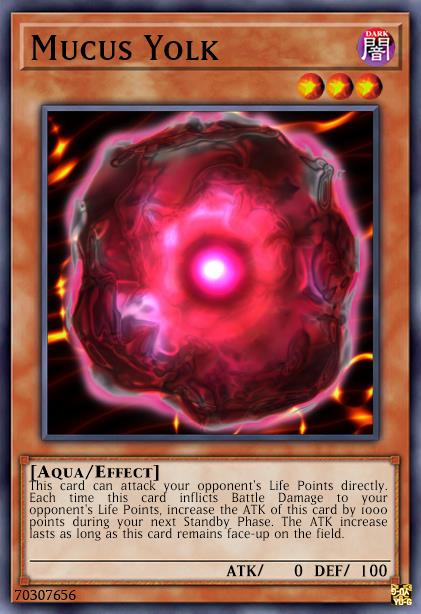 Mucus Yolk
DARK
闇
[Aqua/Effect]
This card can attack your opponent's Life Points directly.
Each time this card inflicts Battle Damage to your
opponent's Life Points, increase the ATK of this card by 1000
points during your next Standby Phase. The ATK increase
lasts as long as this card remains face-up on the field.
ATK/ 0 DEF/ 100
70307656